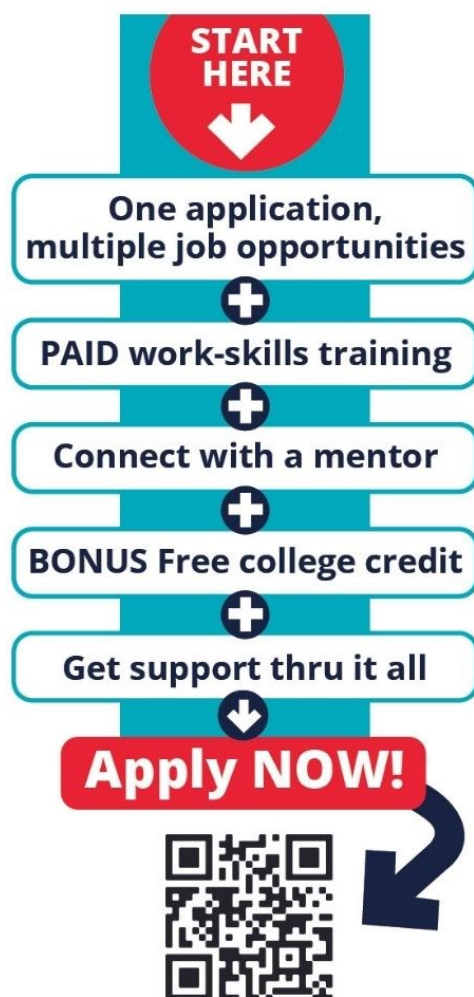 START
HERE
One application,
multiple job opportunities
PAID work-skills training
Connect with a mentor
BONUS Free college credit
Get support thru it all
Apply NOW!